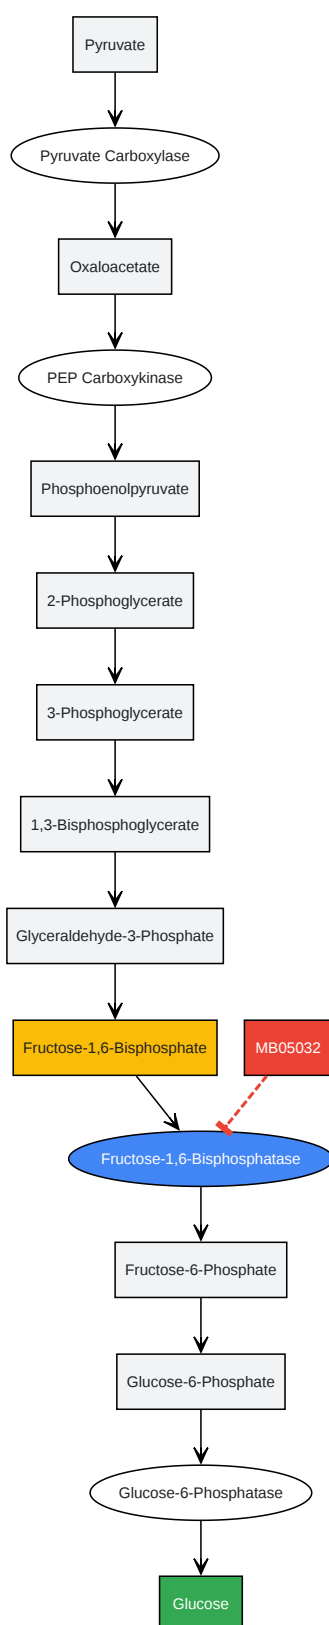 Pyruvate
Pyruvate Carboxylase
Oxaloacetate
PEP Carboxykinase
Phosphoenolpyruvate
2-Phosphoglycerate
3-Phosphoglycerate
1,3-Bisphosphoglycerate
Glyceraldehyde-3-Phosphate
Fructose-1,6-Bisphosphate
MB05032
Fructose-1,6-Bisphosphatase
Fructose-6-Phosphate
Glucose-6-Phosphate
Glucose-6-Phosphatase
Glucose